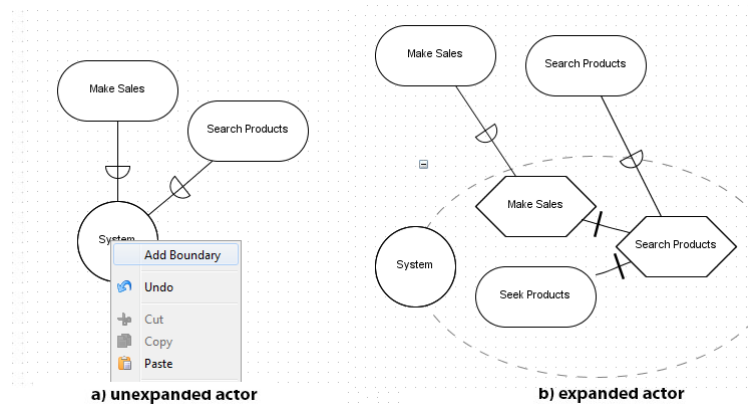 Make Sales
Search Products
System
Add Boundary
Undo
Cut
Copy
Paste
a) unexpanded actor
Make Sales
Search Products
Make Sales
Search Products
System
Seek Products
b) expanded actor